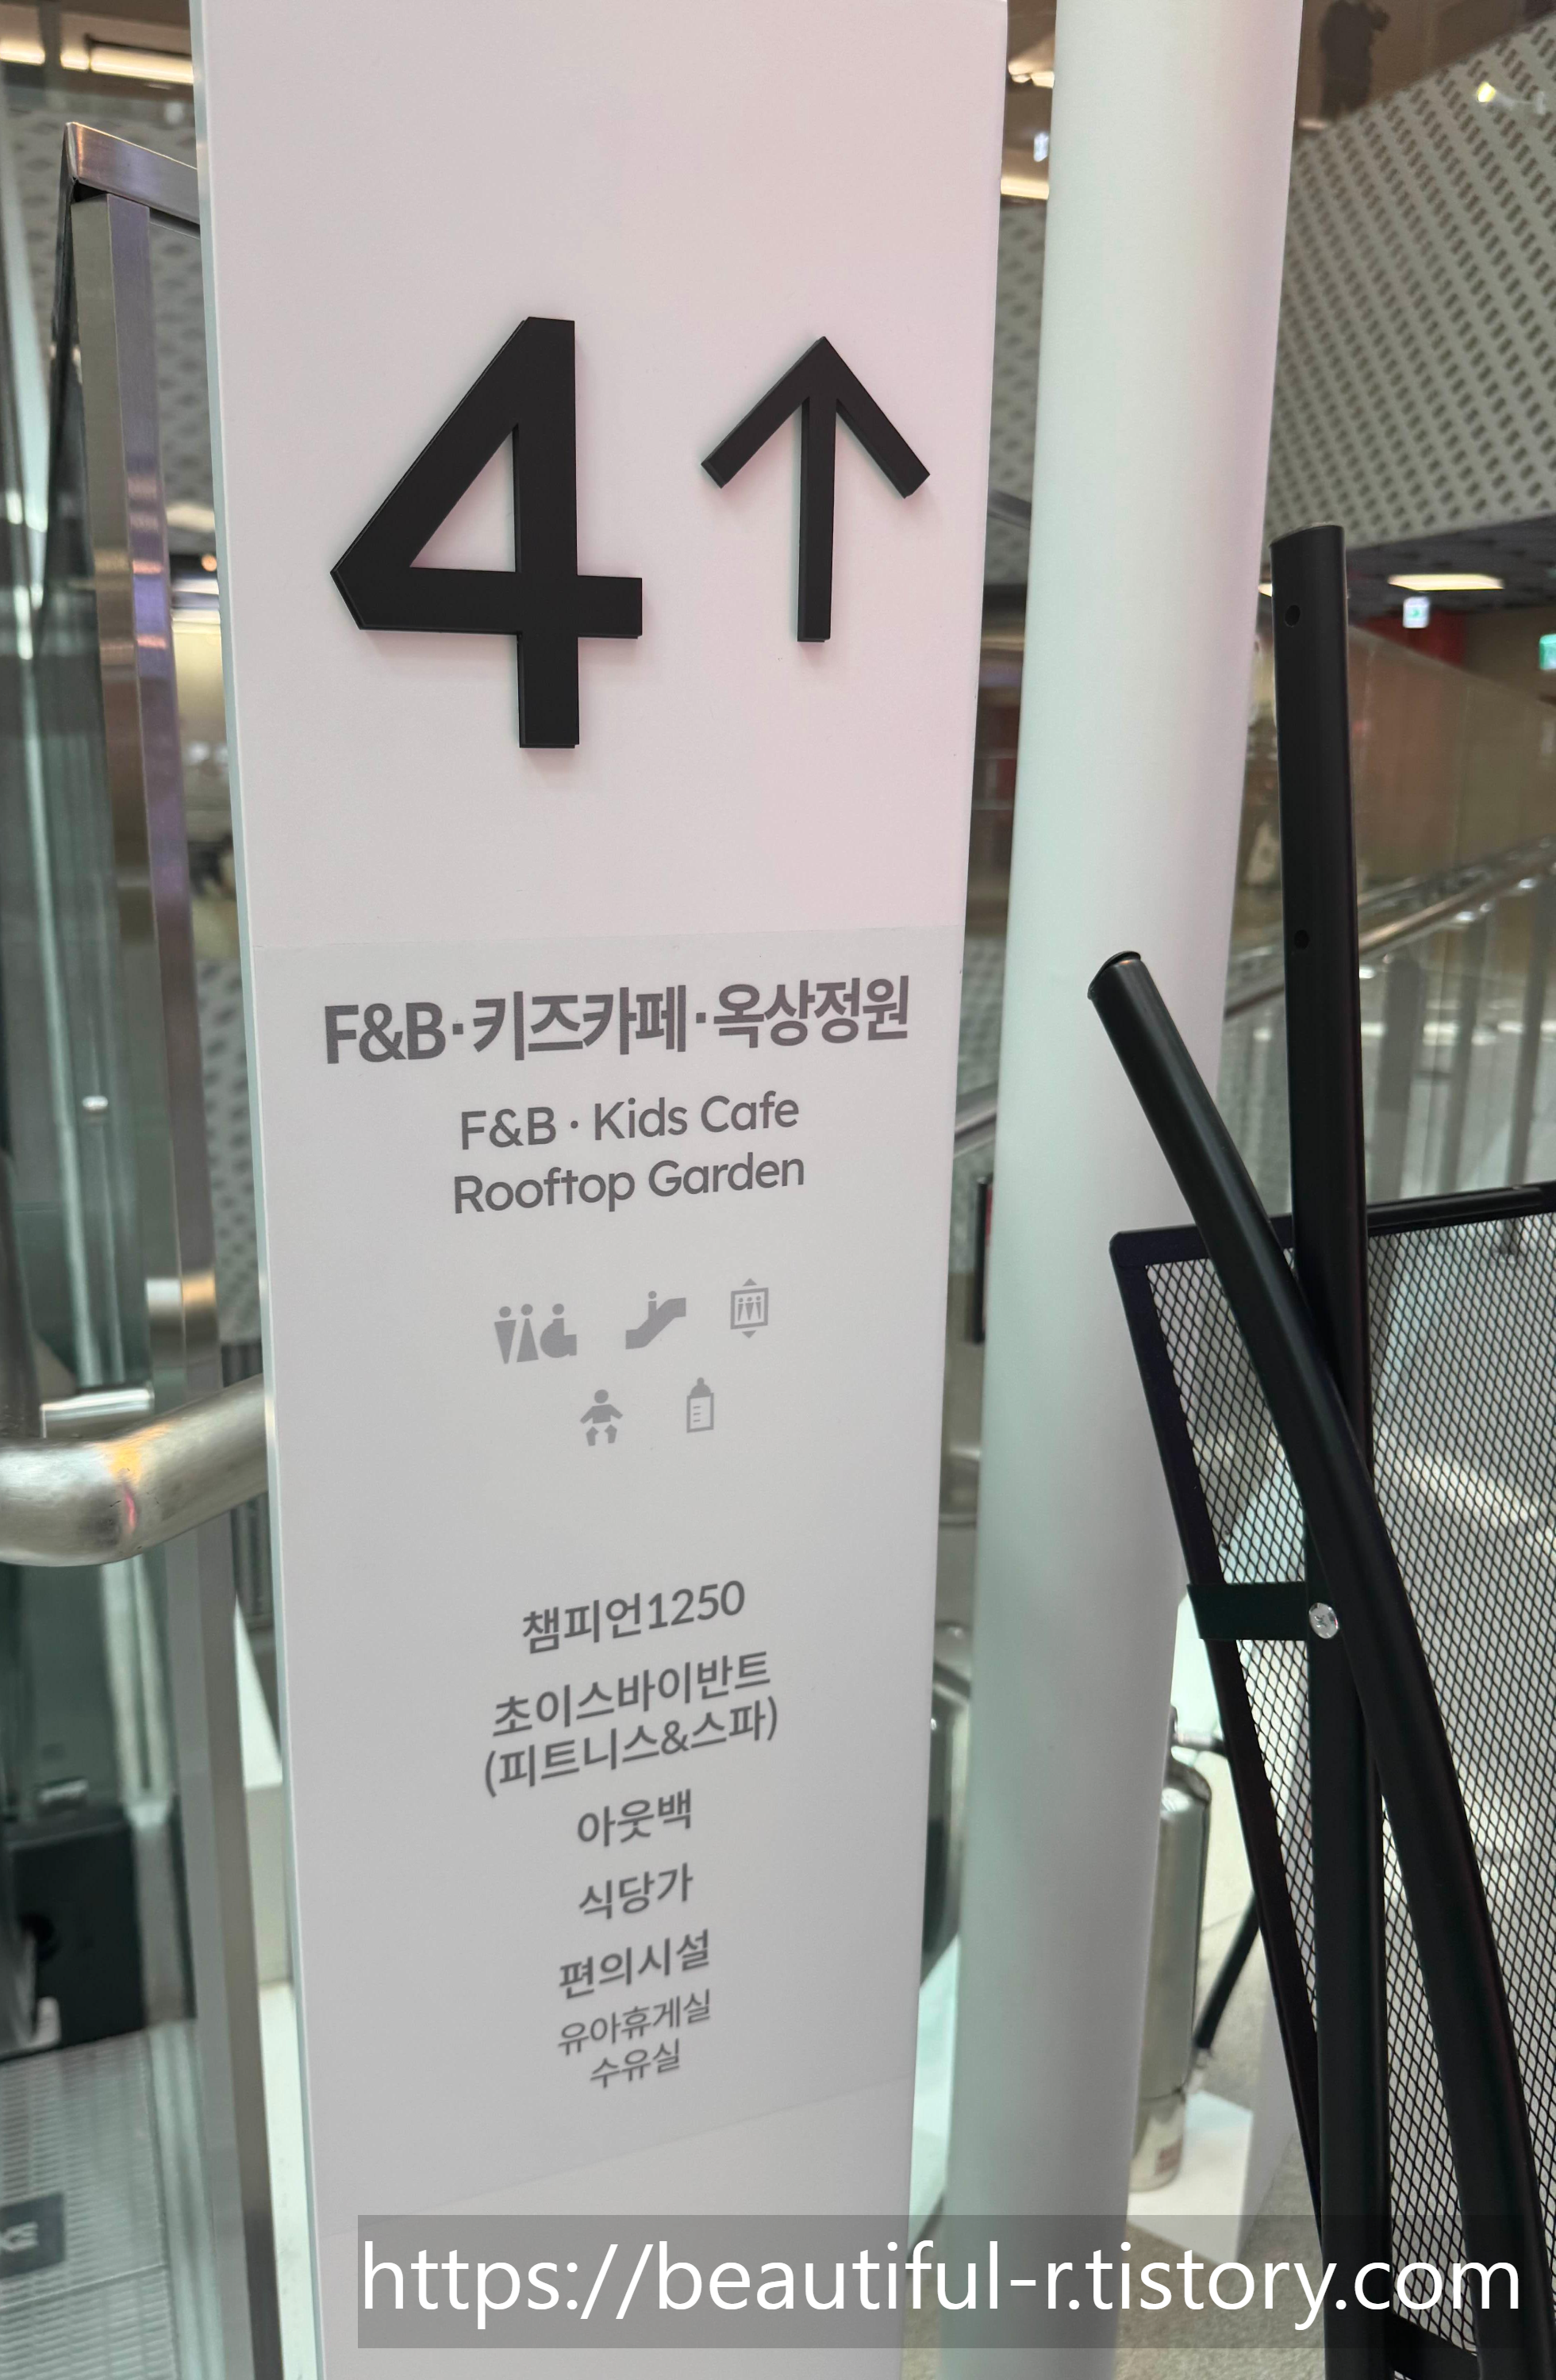 4↑
F&B·키즈카페·옥상정원
F&B · Kids Cafe
Rooftop Garden
챔피언1250
초이스바이반트
(피트니스&스파)
아웃백
식당가
편의시설
유아휴게실
수유실
https://beautiful-r.tistory.com